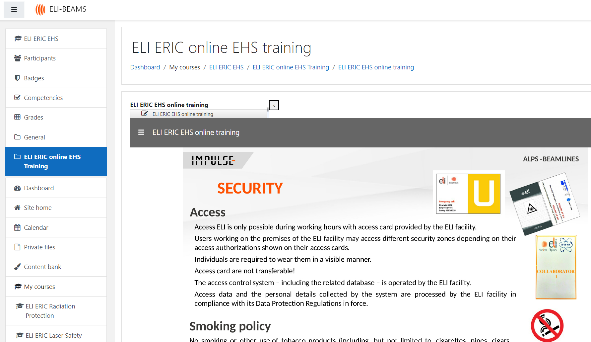 ELI-BEAMS
ELI ERIC EHS
Participants
Badges
Competencies
Grades
General
ELI ERIC online EHS
Training
Dashboard
Site home
Calendar
Private files
Content bank
My courses
ELI ERIC Radiation
Protection
ELI ERIC Laser Safety
ELI ERIC online EHS training
Dashboard / My courses / ELI ERIC EHS / ELI ERIC online EHS Training / ELI ERIC online EHS training
ELI ERIC EHS online training
ELI ERIC EHS online training
ELI ERIC EHS online training
IMPULSE
ALPS -BEAMLINES
SECURITY
eli
U
Access
Access ELI is only possible during working hours with access card provided by the ELI facility.
Users working on the premises of the ELI facility may access different security zones depending on their
access authorizations shown on their access cards.
Individuals are required to wear them in a visible manner.
Access card are not transferable!
The access control system – including the related database – is operated by the ELI facility.
Access data and the personal details collected by the system are processed by the ELI facility in
compliance with its Data Protection Regulations in force.
eli
Smoking policy
No smoking or other use of tobacco products (including, but not limited to, cigarettes, pipes, cigars,